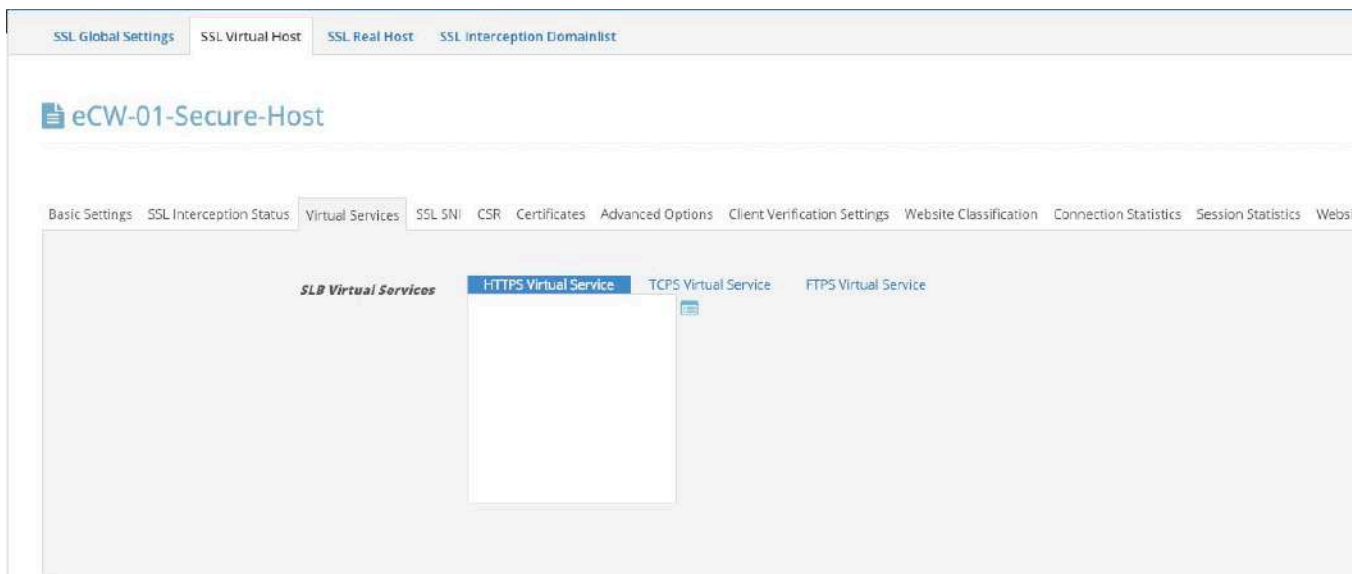 SSL Global Settings SSL Virtual Host SSL Real Host SSL Interception Domainlist
eCW-01-Secure-Host
Basic Settings SSL Interception Status Virtual Services SSL SNI CSR Certificates Advanced Options Client Verification Settings Website Classification Connection Statistics Session Statistics Websi
SLB Virtual Services HTTPS Virtual Service TCPS Virtual Service FTPS Virtual Service